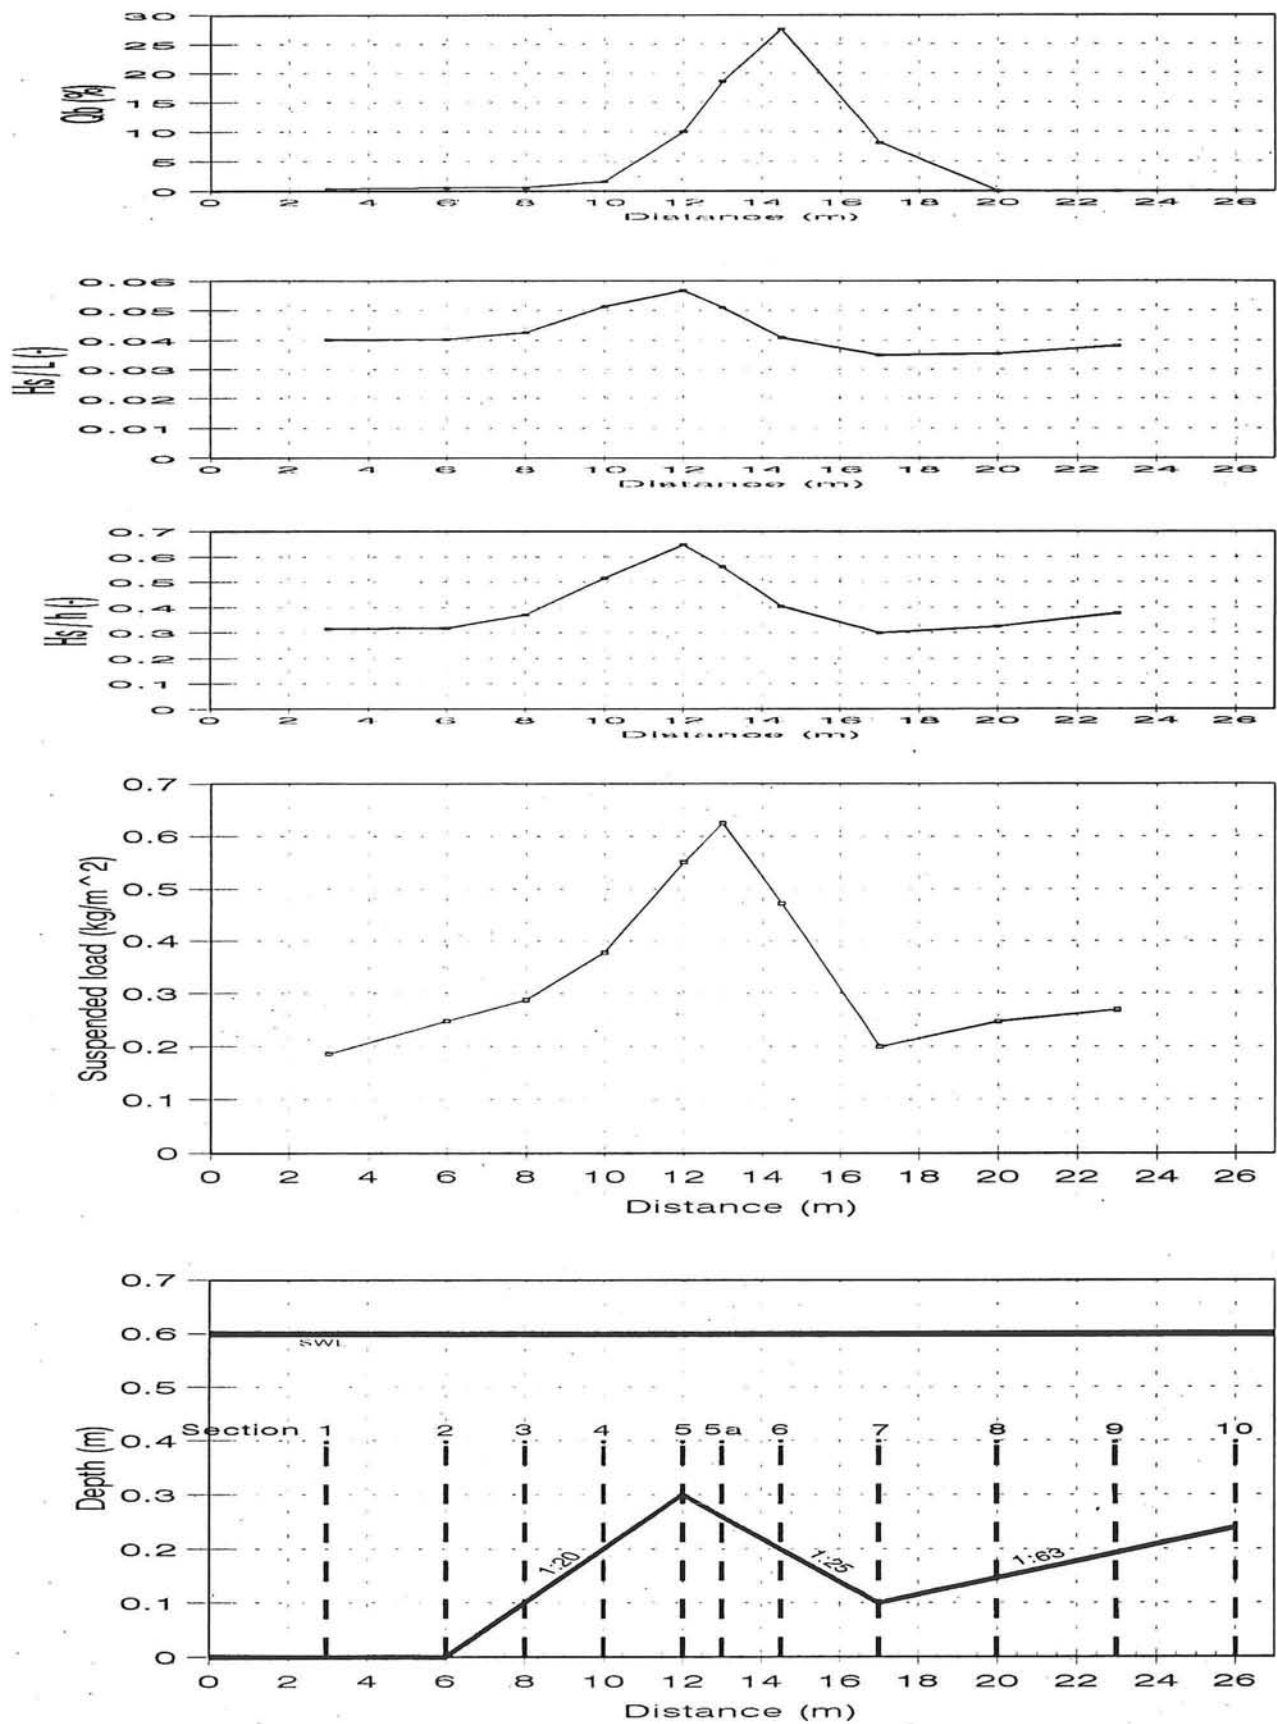 30
25
20
15
10
5
0
Qb (%)
0 2 4 6 8 10 12 14 16 18 20 22 24 26
Distance (m)
0.06
0.05
0.04
0.03
0.02
0.01
0
Hs/L (-)
0 2 4 6 8 10 12 14 16 18 20 22 24 26
Distance (m)
0.7
0.6
0.5
0.4
0.3
0.2
0.1
0
Hs/h (-)
0 2 4 6 8 10 12 14 16 18 20 22 24 26
Distance (m)
0.7
0.6
0.5
0.4
0.3
0.2
0.1
0
Suspended load (kg/m^2)
0 2 4 6 8 10 12 14 16 18 20 22 24 26
Distance (m)
0.7
0.6
SWL
0.5
Section 1 2 3 4 5 5a 6 7 8 9 10
0.4
0.3
0.2
1:20 1:25 1:63
0.1
0
Depth (m)
0 2 4 6 8 10 12 14 16 18 20 22 24 26
Distance (m)